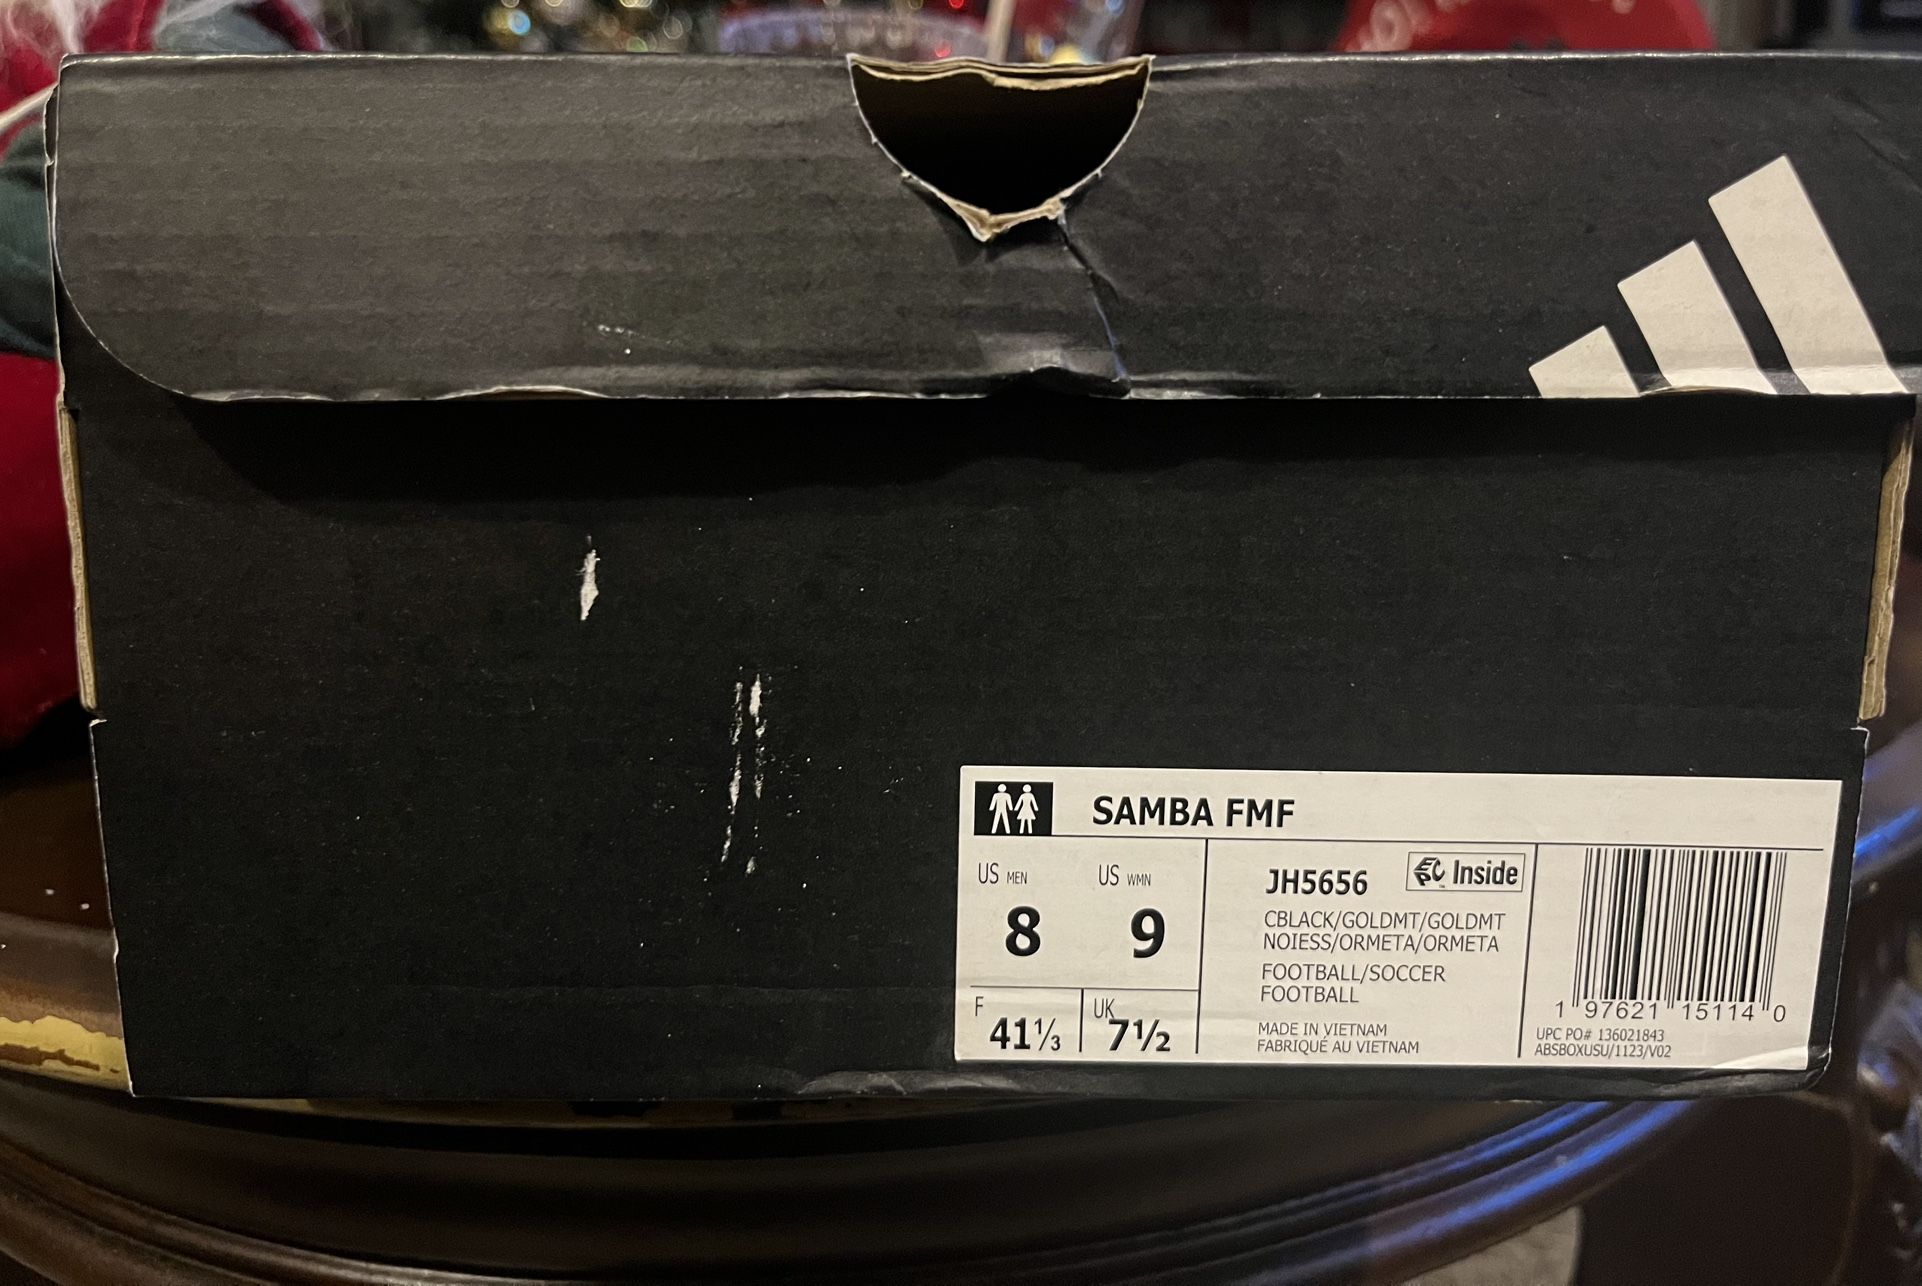 SAMBA FMF
US MEN
US WMN
8
9
F
41⅓
UK
7½
JH5656
EPC Inside
CBLACK/GOLDMT/GOLDMT
NOIESS/ORMETA/ORMETA
FOOTBALL/SOCCER
FOOTBALL
MADE IN VIETNAM
FABRIQUÉ AU VIETNAM
1 97621 15114 0
UPC PO# 136021843
ABSBOXUSU/1123/V02